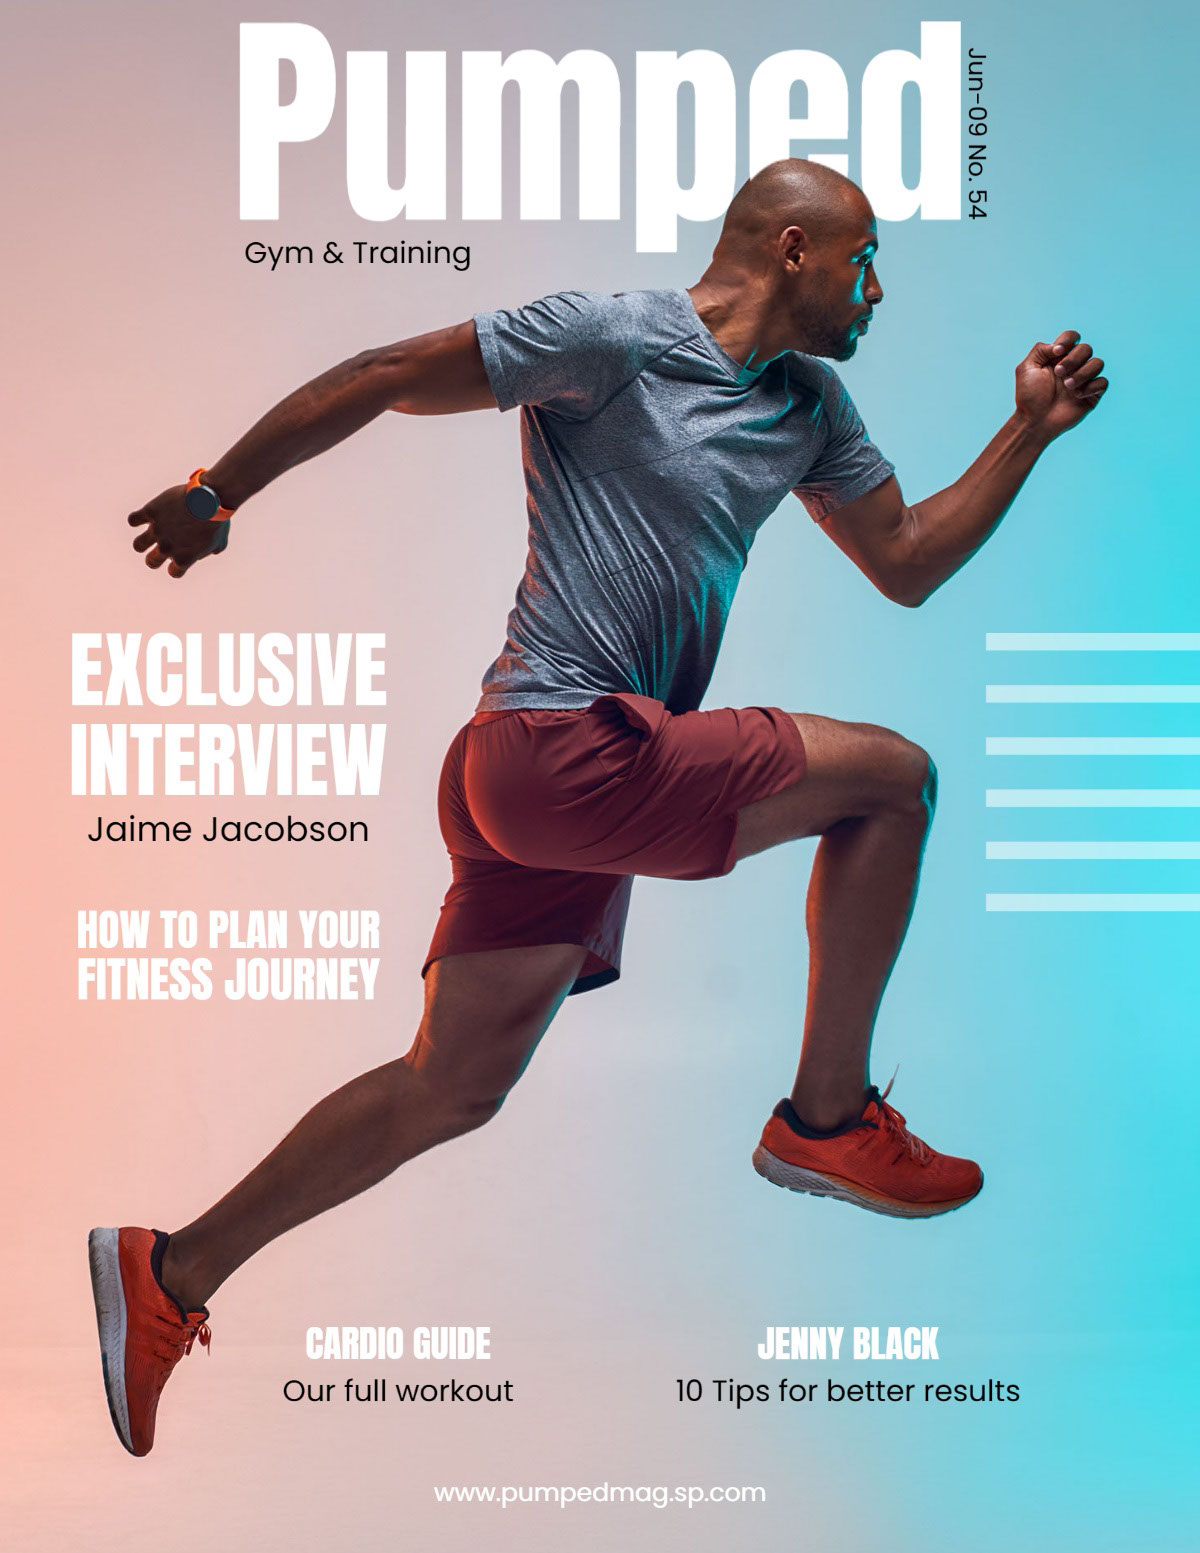 Pumped
Jun-09 No. 54
Gym & Training
EXCLUSIVE
INTERVIEW
Jaime Jacobson
HOW TO PLAN YOUR
FITNESS JOURNEY
CARDIO GUIDE
Our full workout
JENNY BLACK
10 Tips for better results
www.pumpedmag.sp.com